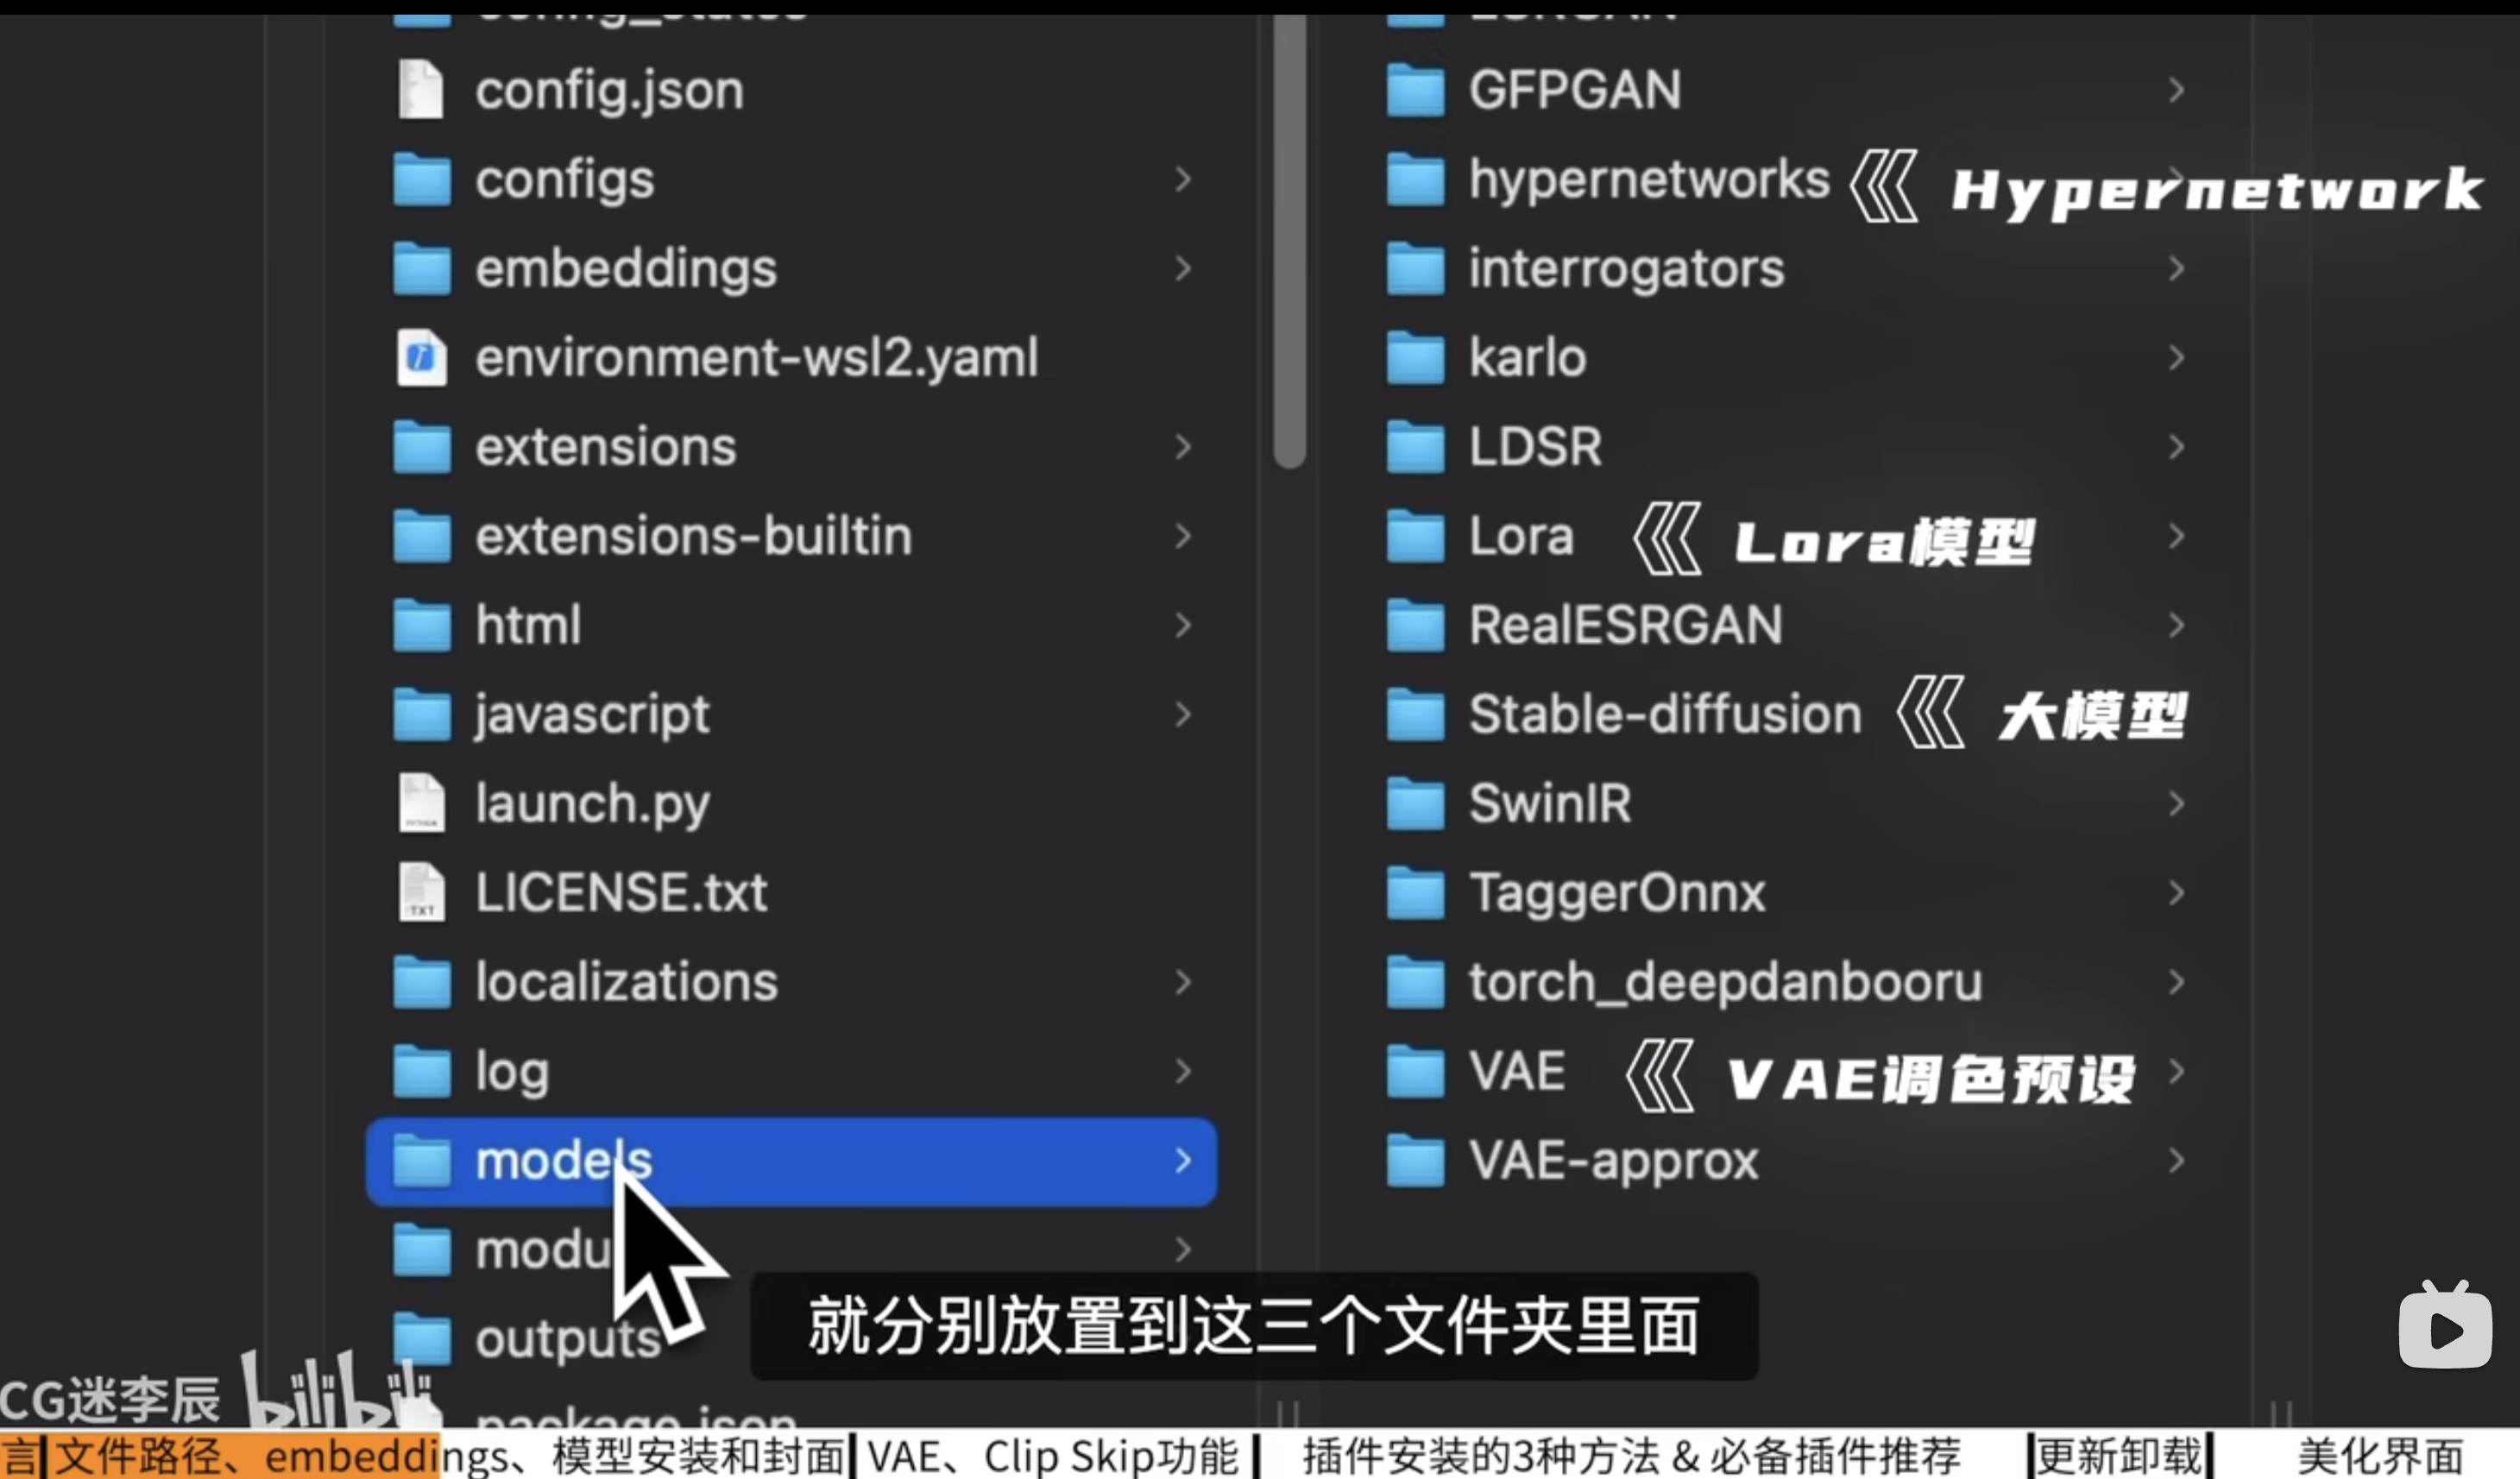 config_states
config.json
configs
embeddings
environment-wsl2.yaml
extensions
extensions-builtin
html
javascript
launch.py
LICENSE.txt
localizations
log
models
modu
outputs
package.json
ESRGAN
GFPGAN
hypernetworks Hypernetwork
interrogators
karlo
LDSR
Lora Lora模型
RealESRGAN
Stable-diffusion 大模型
SwinIR
TaggerOnnx
torch_deepdanbooru
VAE VAE调色预设
VAE-approx
就分别放置到这三个文件夹里面
CG迷李辰 bilibili
言 文件路径、embeddings、模型安装和封面 VAE、Clip Skip功能 插件安装的3种方法 & 必备插件推荐 更新卸载 美化界面